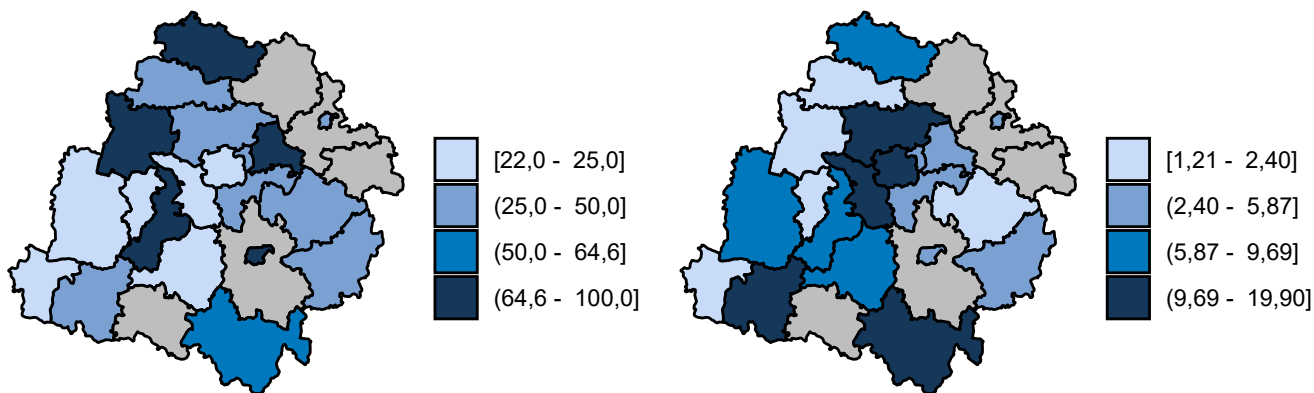 [22,0 - 25,0]
(25,0 - 50,0]
(50,0 - 64,6]
(64,6 - 100,0]
[1,21 - 2,40]
(2,40 - 5,87]
(5,87 - 9,69]
(9,69 - 19,90]